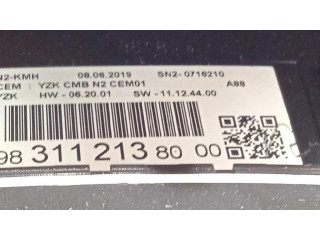 N2-KMH 08.06.2019 SN2- 0716210
CEM : YZK CMB N2 CEM01 A88
YZK HW - 06.20.01 SW - 11.12.44.00
98 311 213 80 00